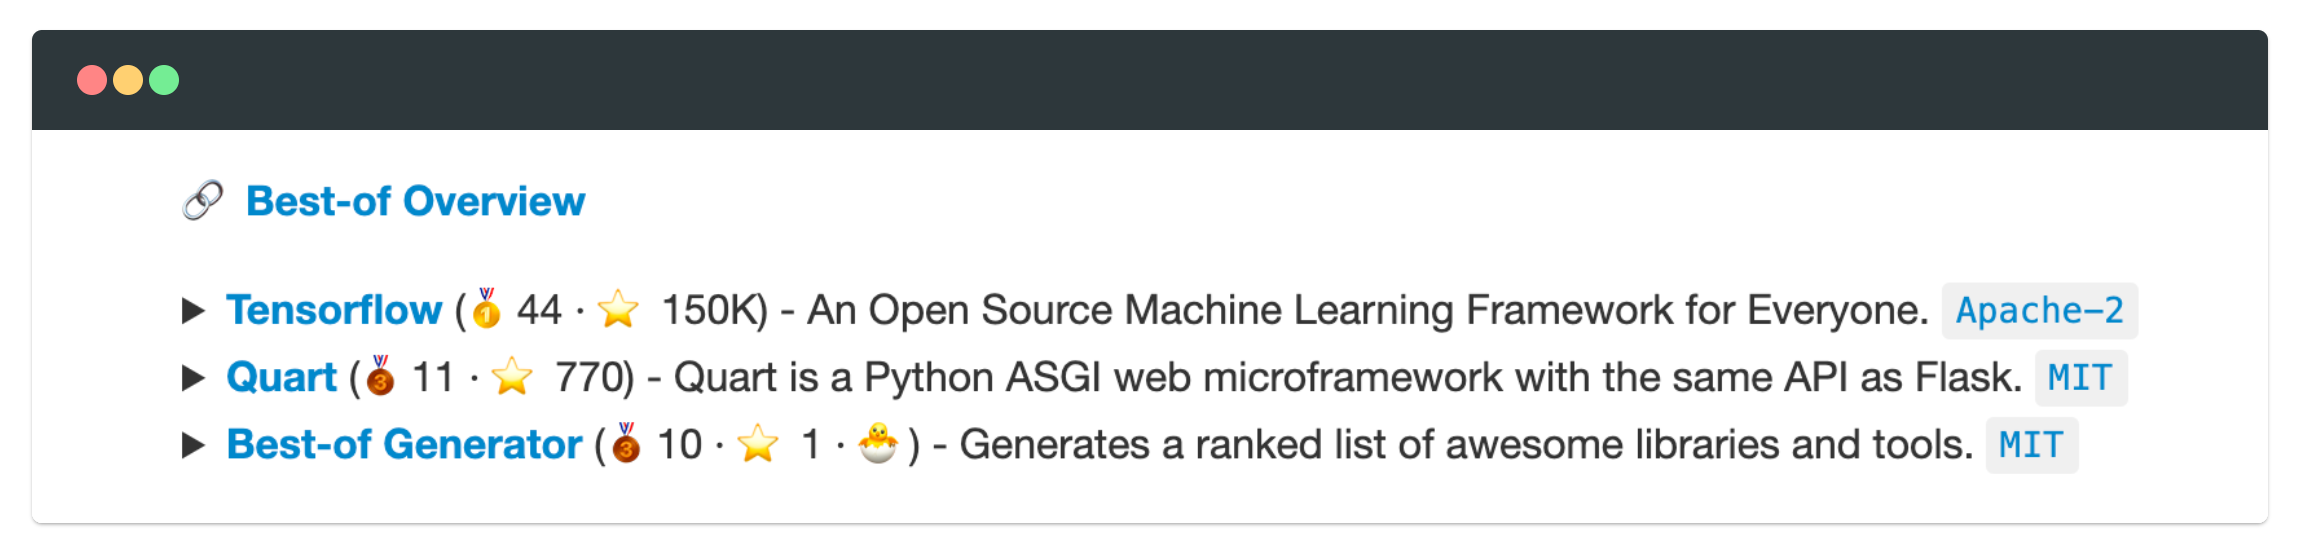 🔗 Best-of Overview
▶ Tensorflow (🥇 44 · ⭐ 150K) - An Open Source Machine Learning Framework for Everyone. Apache-2
▶ Quart (🥉 11 · ⭐ 770) - Quart is a Python ASGI web microframework with the same API as Flask. MIT
▶ Best-of Generator (🥉 10 · ⭐ 1 · 🐣) - Generates a ranked list of awesome libraries and tools. MIT